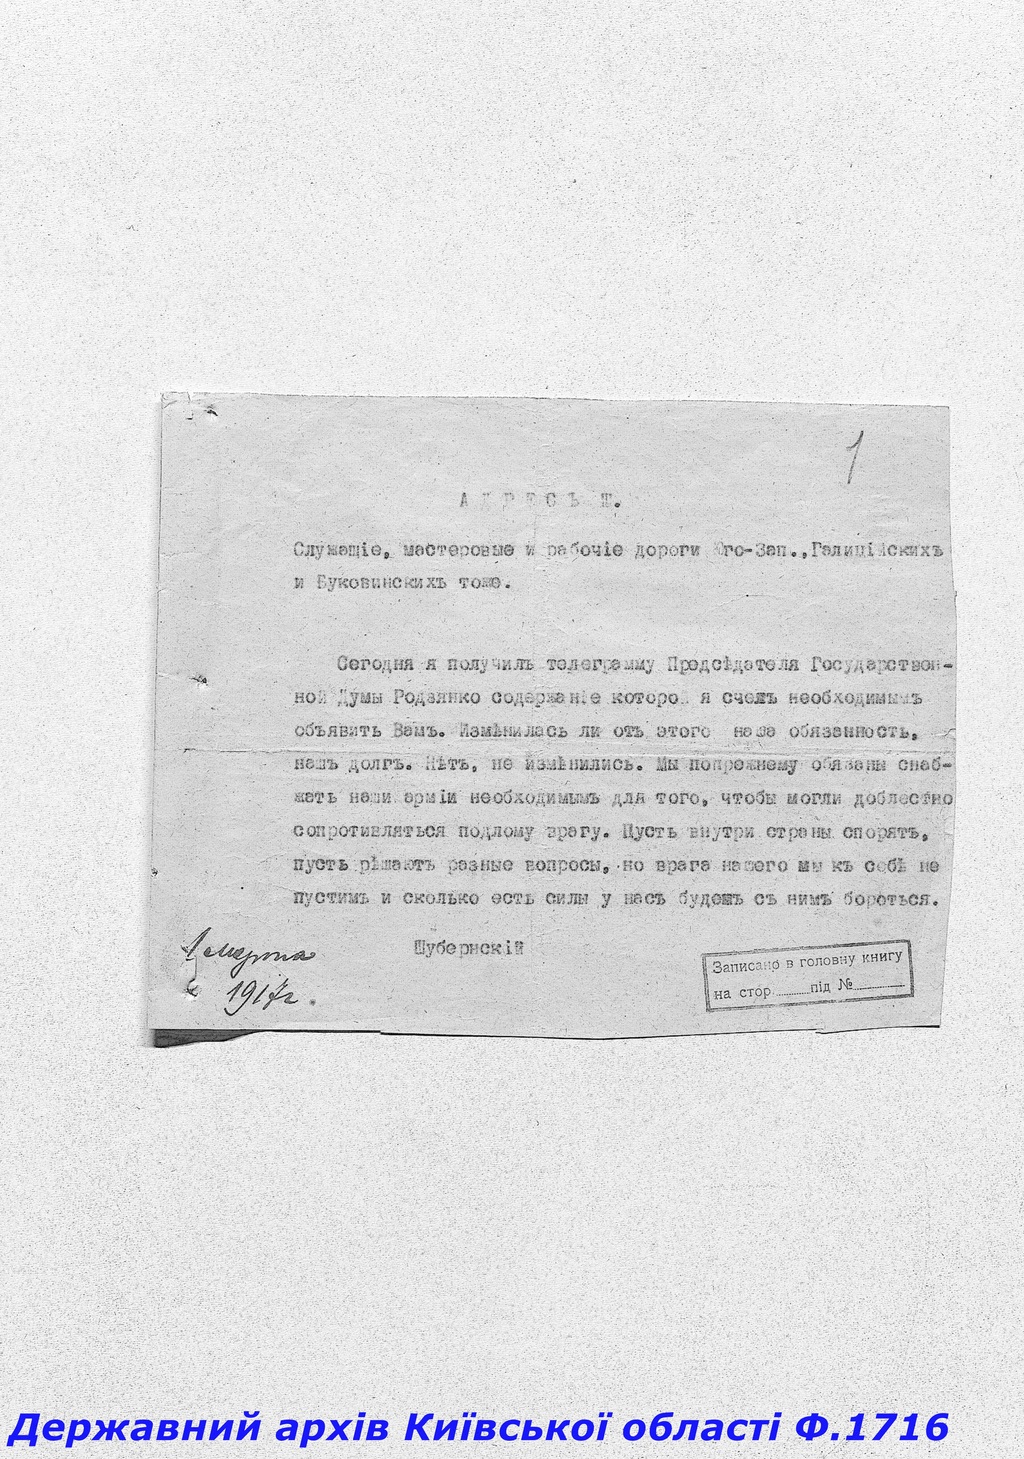 1
АДРЕСЪ Ш.
Служащіе, мастеровые и рабочіе дороги Юго-Зап., Галиційскихъ
и Буковинскихъ тоже.
Сегодня я получилъ телеграмму Предсѣдателя Государствен-
ной Думы Родзянко содержаніе которой я счелъ необходимымъ
объявить Вамъ. Измѣнилась ли отъ этого наша обязанность,
нашъ долгъ. Нѣтъ, не измѣнились. Мы попрежнему обязаны снаб-
жать наши арміи необходимымъ для того, чтобы могли доблестно
сопротивляться подлому врагу. Пусть внутри страны спорятъ,
пусть рѣшаютъ разные вопросы, но врага нашего мы къ себѣ не
пустимъ и сколько есть силы у насъ будемъ съ нимъ бороться.
Шубернскій
1 марта
1917г.
Записано в головну книгу
на стор. під №
Державний архів Київської області Ф.1716